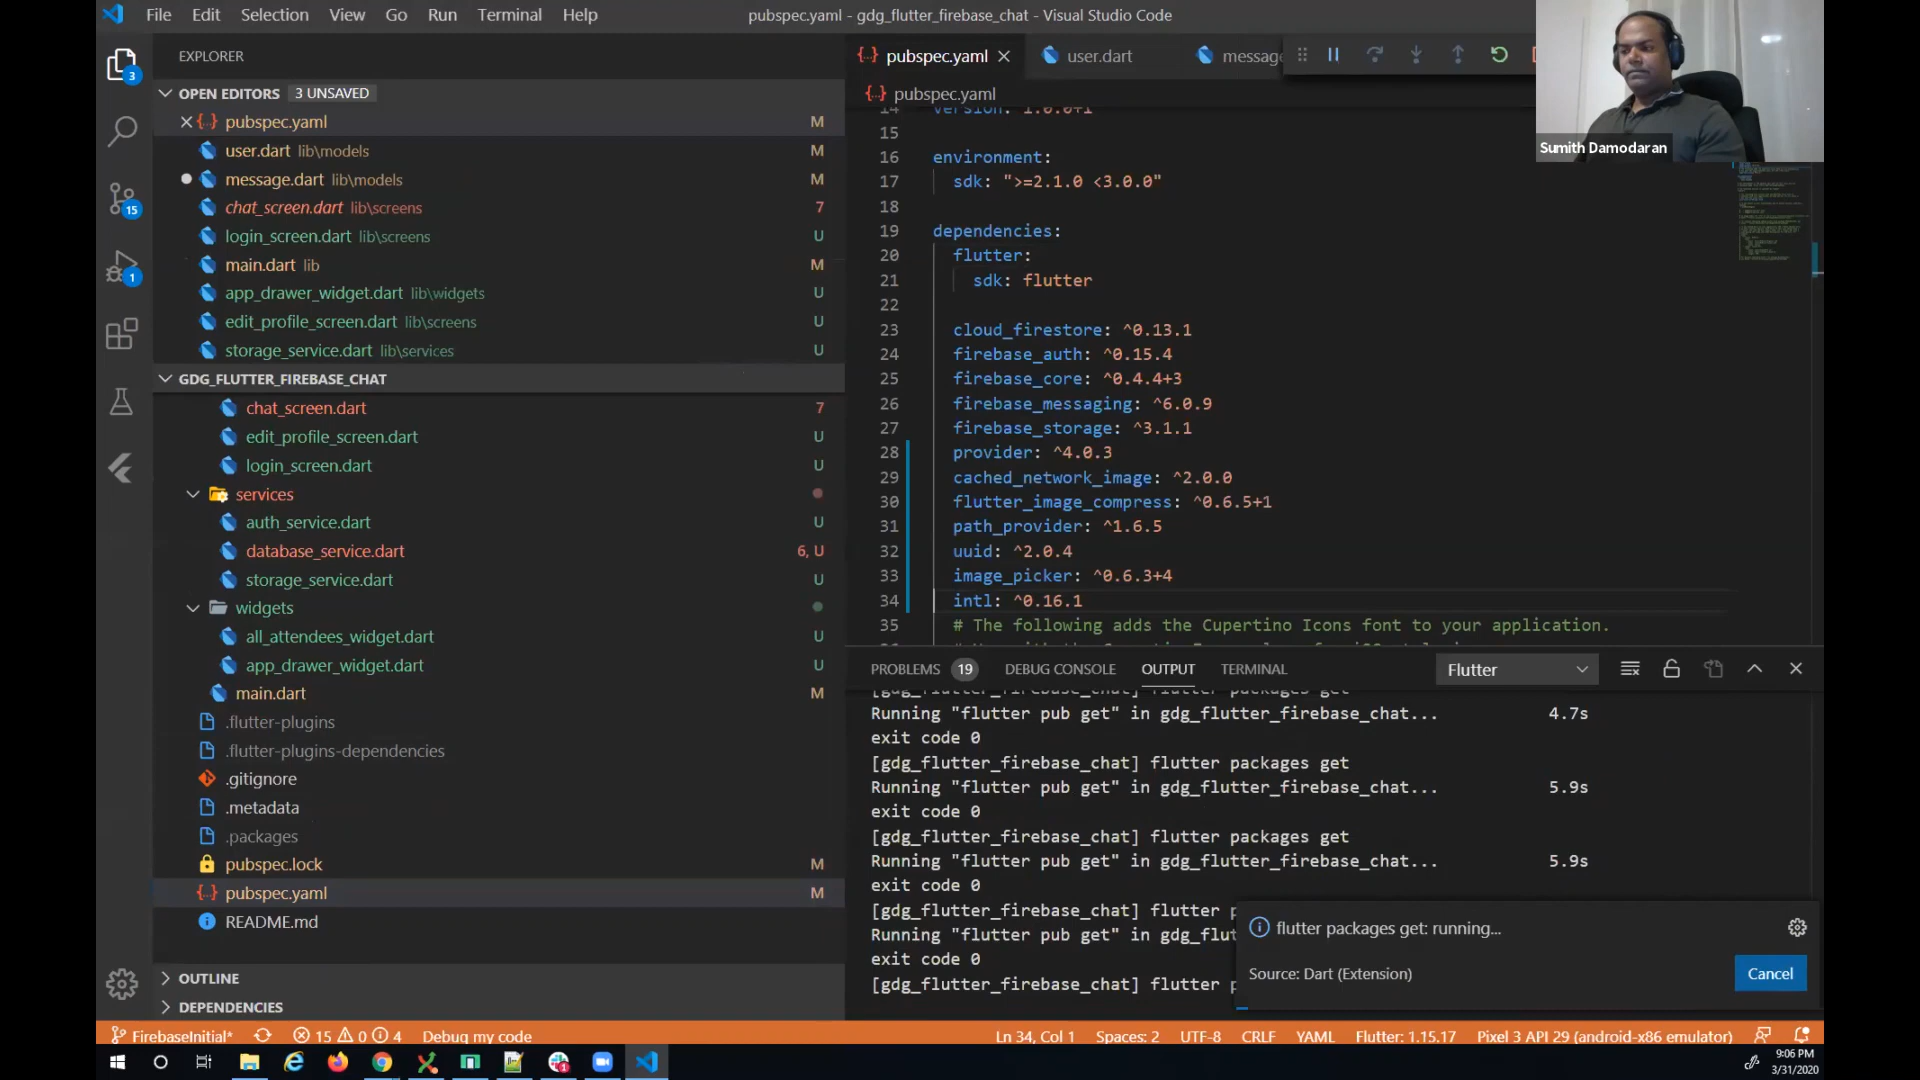 File Edit Selection View Go Run Terminal Help
pubspec.yaml - gdg_flutter_firebase_chat - Visual Studio Code
EXPLORER
OPEN EDITORS 3 UNSAVED
pubspec.yaml M
user.dart lib\models M
message.dart lib\models M
chat_screen.dart lib\screens 7
login_screen.dart lib\screens U
main.dart lib M
app_drawer_widget.dart lib\widgets U
edit_profile_screen.dart lib\screens U
storage_service.dart lib\services U
GDG_FLUTTER_FIREBASE_CHAT
chat_screen.dart 7
edit_profile_screen.dart U
login_screen.dart U
services
auth_service.dart U
database_service.dart 6, U
storage_service.dart U
widgets
all_attendees_widget.dart U
app_drawer_widget.dart U
main.dart M
.flutter-plugins
.flutter-plugins-dependencies
.gitignore
.metadata
.packages
pubspec.lock M
pubspec.yaml M
README.md
OUTLINE
DEPENDENCIES
3
15
1
pubspec.yaml user.dart message
pubspec.yaml
14 version: 1.0.0+1
15
16 environment:
17 sdk: ">=2.1.0 <3.0.0"
18
19 dependencies:
20 flutter:
21 sdk: flutter
22
23 cloud_firestore: ^0.13.1
24 firebase_auth: ^0.15.4
25 firebase_core: ^0.4.4+3
26 firebase_messaging: ^6.0.9
27 firebase_storage: ^3.1.1
28 provider: ^4.0.3
29 cached_network_image: ^2.0.0
30 flutter_image_compress: ^0.6.5+1
31 path_provider: ^1.6.5
32 uuid: ^2.0.4
33 image_picker: ^0.6.3+4
34 intl: ^0.16.1
35 # The following adds the Cupertino Icons font to your application.
Sumith Damodaran
PROBLEMS 19 DEBUG CONSOLE OUTPUT TERMINAL Flutter
[gdg_flutter_firebase_chat] flutter packages get
Running "flutter pub get" in gdg_flutter_firebase_chat... 4.7s
exit code 0
[gdg_flutter_firebase_chat] flutter packages get
Running "flutter pub get" in gdg_flutter_firebase_chat... 5.9s
exit code 0
[gdg_flutter_firebase_chat] flutter packages get
Running "flutter pub get" in gdg_flutter_firebase_chat... 5.9s
exit code 0
[gdg_flutter_firebase_chat] flutter p
Running "flutter pub get" in gdg_flut
exit code 0
[gdg_flutter_firebase_chat] flutter p
flutter packages get: running...
Source: Dart (Extension)
Cancel
FirebaseInitial* 15 0 4 Debug my code Ln 34, Col 1 Spaces: 2 UTF-8 CRLF YAML Flutter: 1.15.17 Pixel 3 API 29 (android-x86 emulator)
9:06 PM
3/31/2020